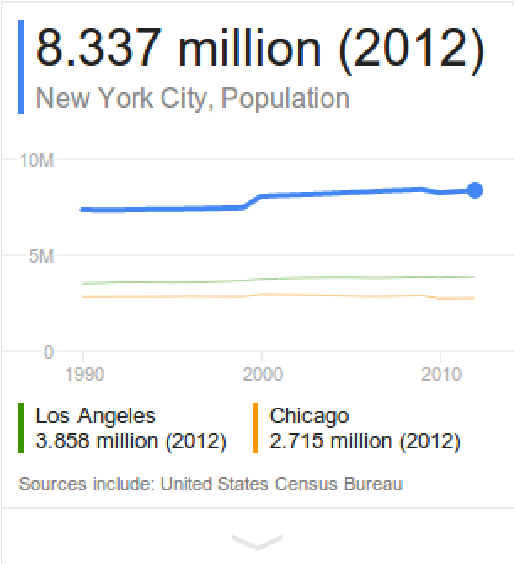 8.337 million (2012)
New York City, Population
10M
5M
0
1990 2000 2010
Los Angeles
3.858 million (2012)
Chicago
2.715 million (2012)
Sources include: United States Census Bureau